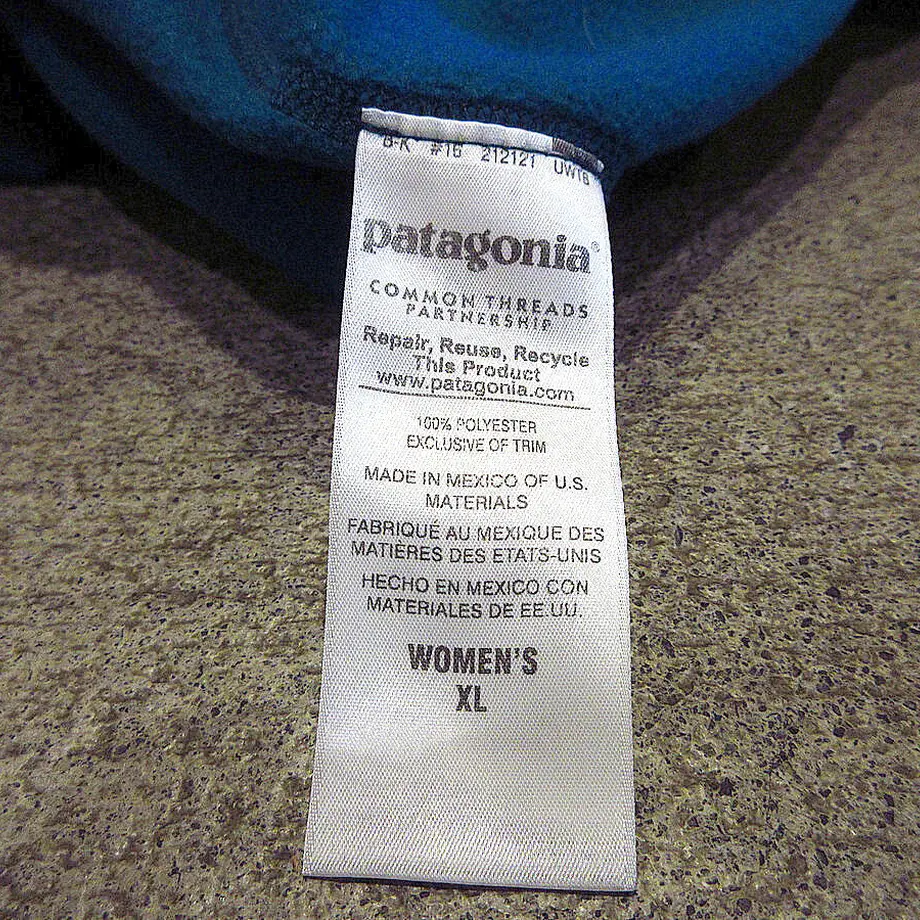 #16 212121 UW18
patagonia®
COMMON THREADS
PARTNERSHIP
Repair, Reuse, Recycle
This Product
www.patagonia.com
100% POLYESTER
EXCLUSIVE OF TRIM
MADE IN MEXICO OF U.S.
MATERIALS
FABRIQUÉ AU MEXIQUE DES
MATIÈRES DES ETATS-UNIS
HECHO EN MEXICO CON
MATERIALES DE EE.UU.
WOMEN'S
XL